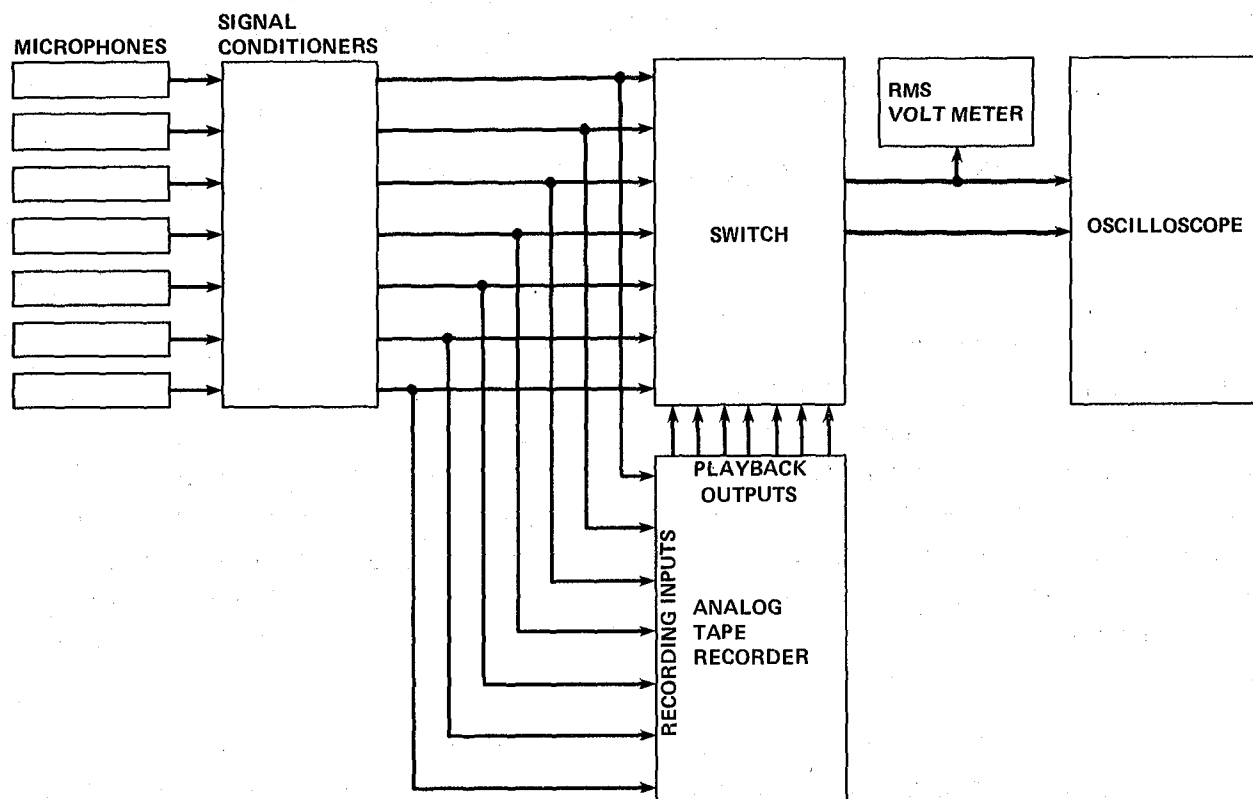 MICROPHONES
SIGNAL
CONDITIONERS
SWITCH
RMS
VOLT METER
OSCILLOSCOPE
PLAYBACK
OUTPUTS
RECORDING INPUTS
ANALOG
TAPE
RECORDER